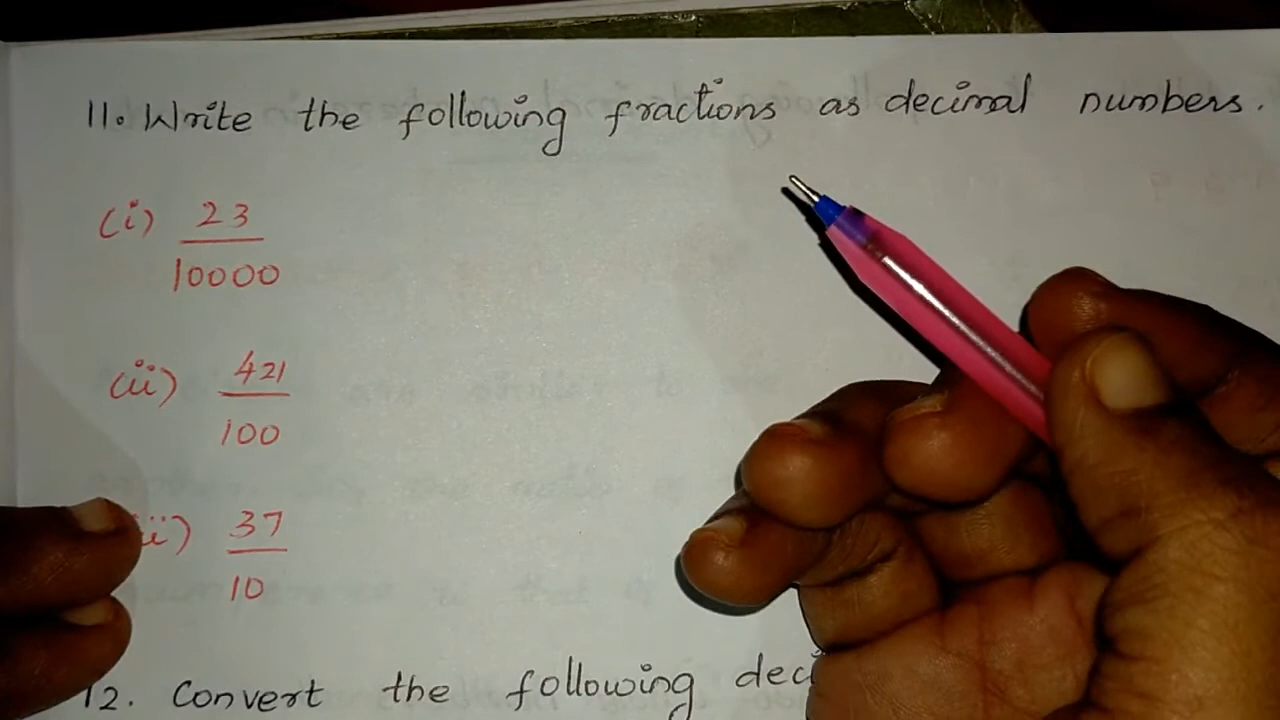 11. Write the following fractions as decimal numbers.
(i) 23/10000
(ii) 421/100
ii) 37/10
12. Convert the following